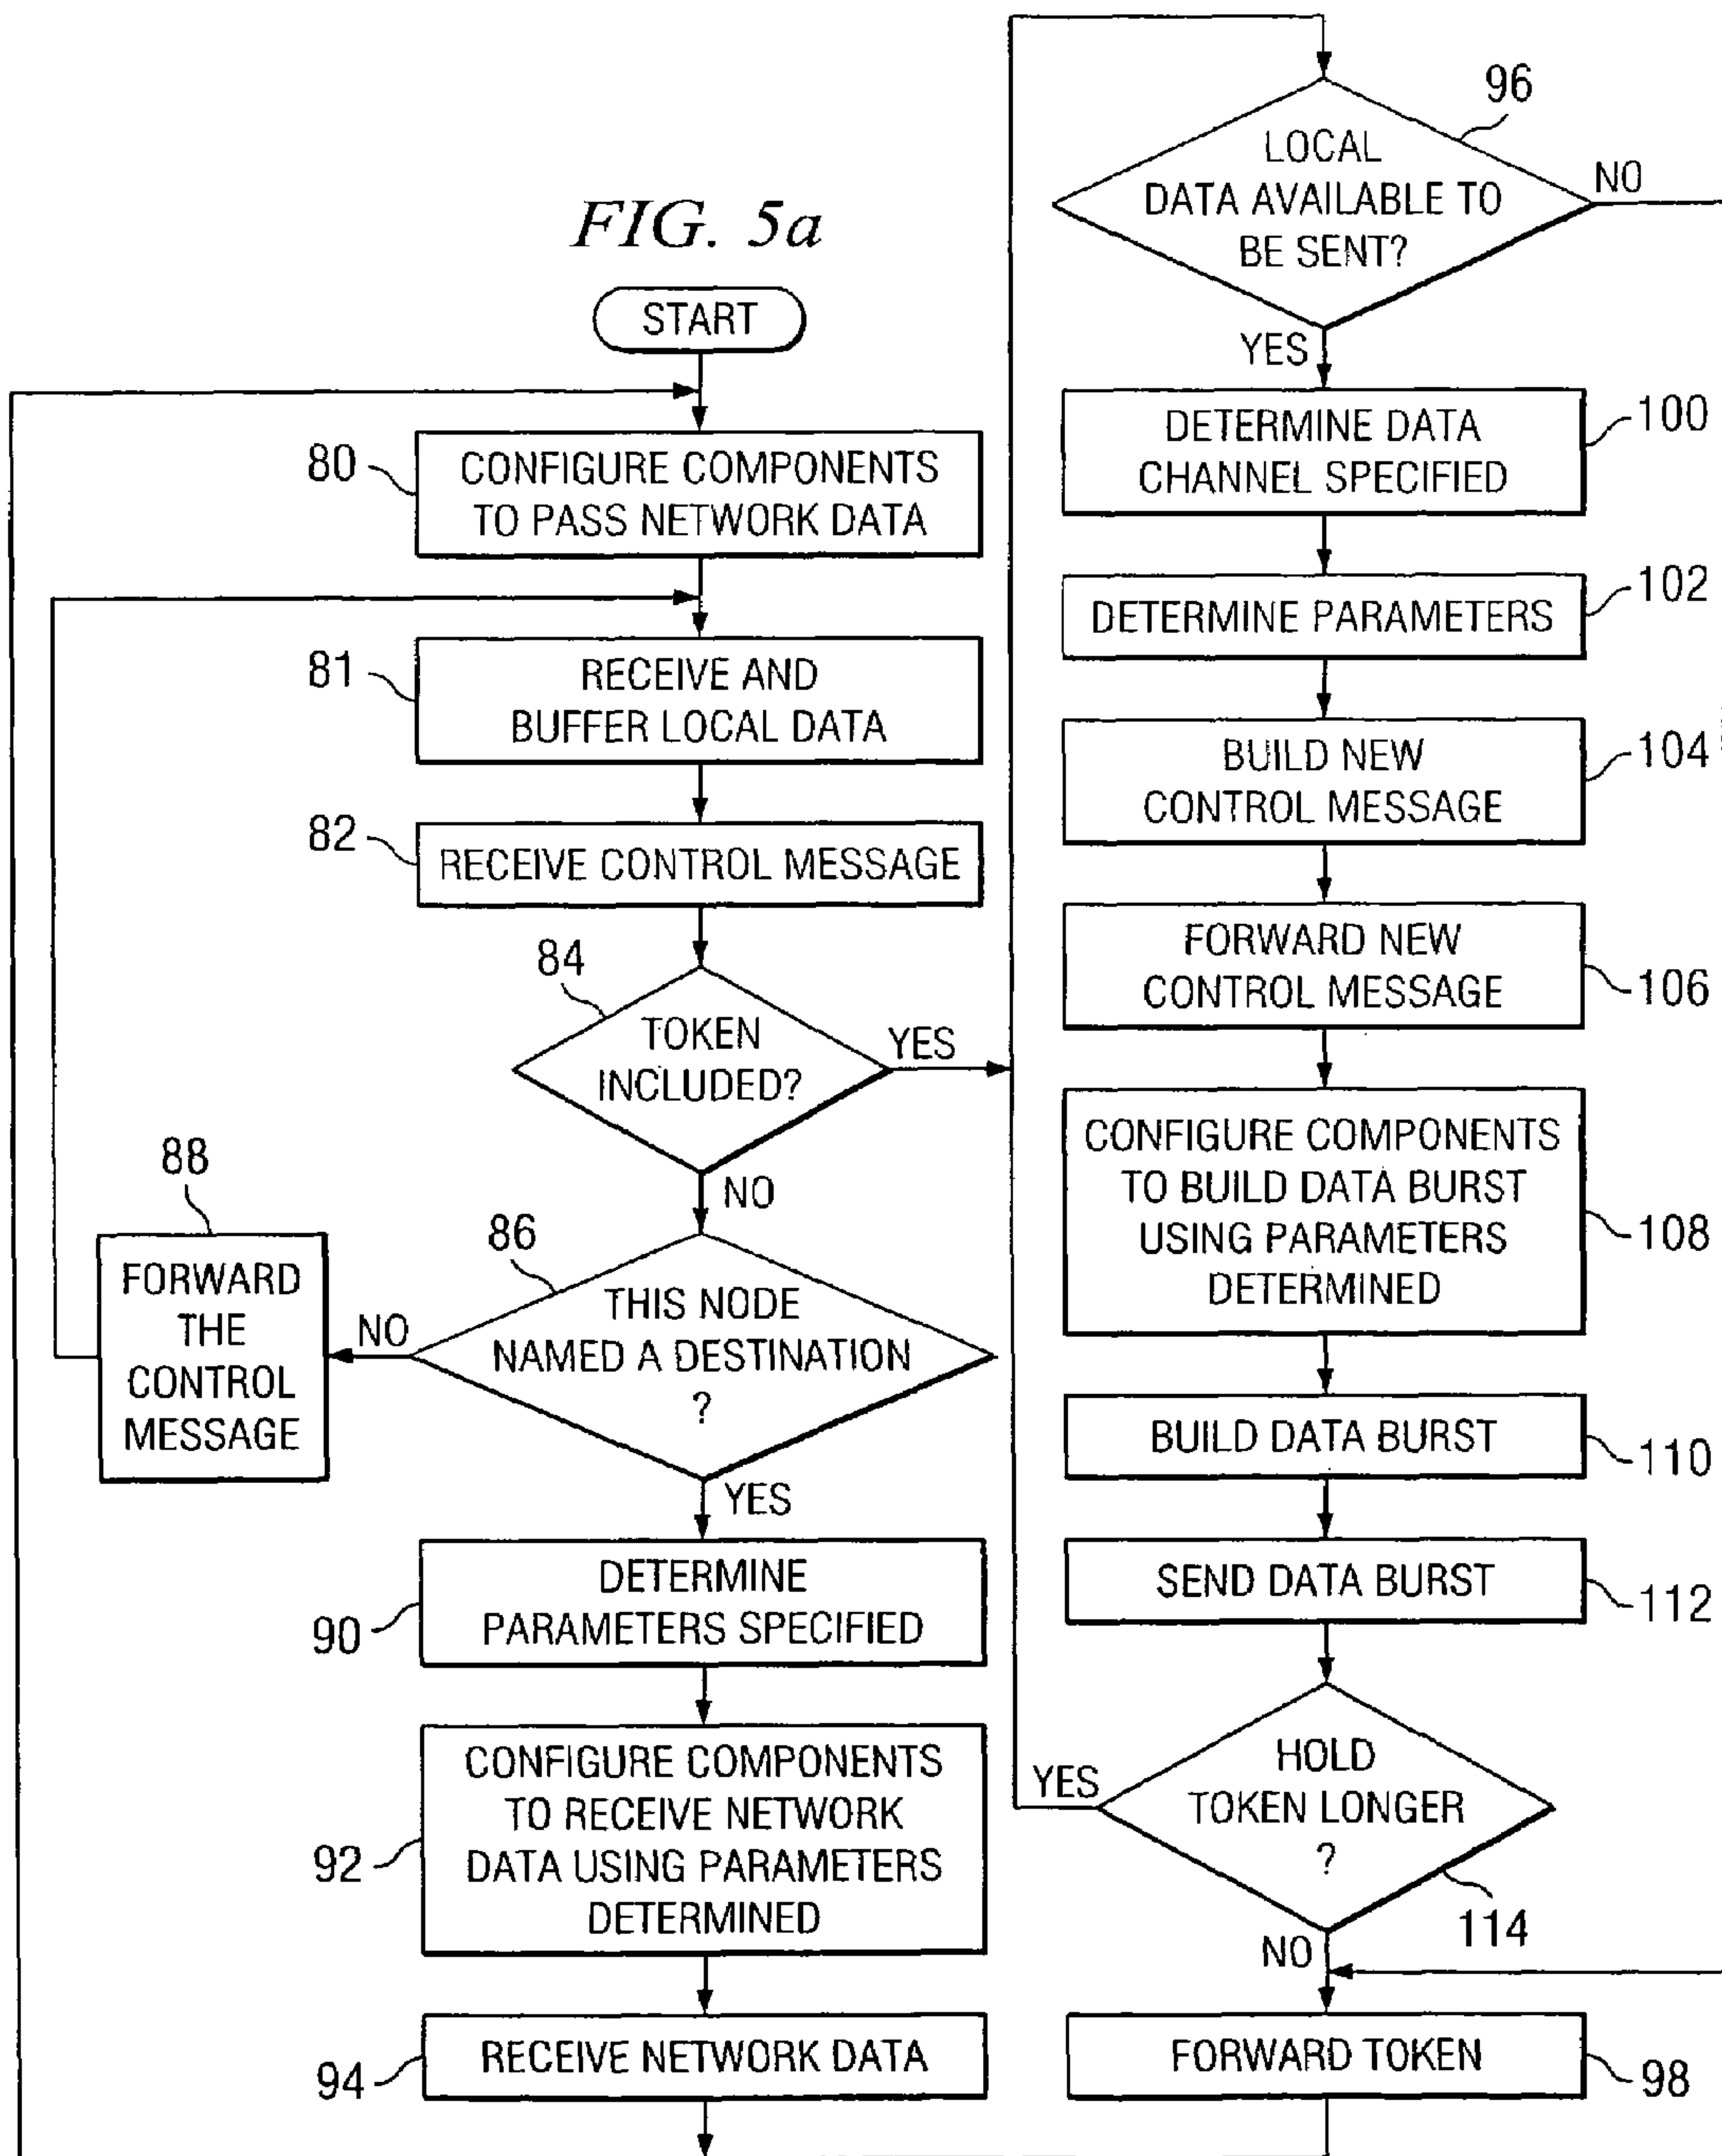 FIG. 5a
START
80
CONFIGURE COMPONENTS
TO PASS NETWORK DATA
81
RECEIVE AND
BUFFER LOCAL DATA
82
RECEIVE CONTROL MESSAGE
84
TOKEN
INCLUDED?
YES
NO
86
THIS NODE
NAMED A DESTINATION
?
NO
88
FORWARD
THE
CONTROL
MESSAGE
YES
90
DETERMINE
PARAMETERS SPECIFIED
92
CONFIGURE COMPONENTS
TO RECEIVE NETWORK
DATA USING PARAMETERS
DETERMINED
94
RECEIVE NETWORK DATA
96
LOCAL
DATA AVAILABLE TO
BE SENT?
NO
YES
DETERMINE DATA
CHANNEL SPECIFIED
100
DETERMINE PARAMETERS
102
BUILD NEW
CONTROL MESSAGE
104
FORWARD NEW
CONTROL MESSAGE
106
CONFIGURE COMPONENTS
TO BUILD DATA BURST
USING PARAMETERS
DETERMINED
108
BUILD DATA BURST
110
SEND DATA BURST
112
HOLD
TOKEN LONGER
?
YES
114
NO
FORWARD TOKEN
98